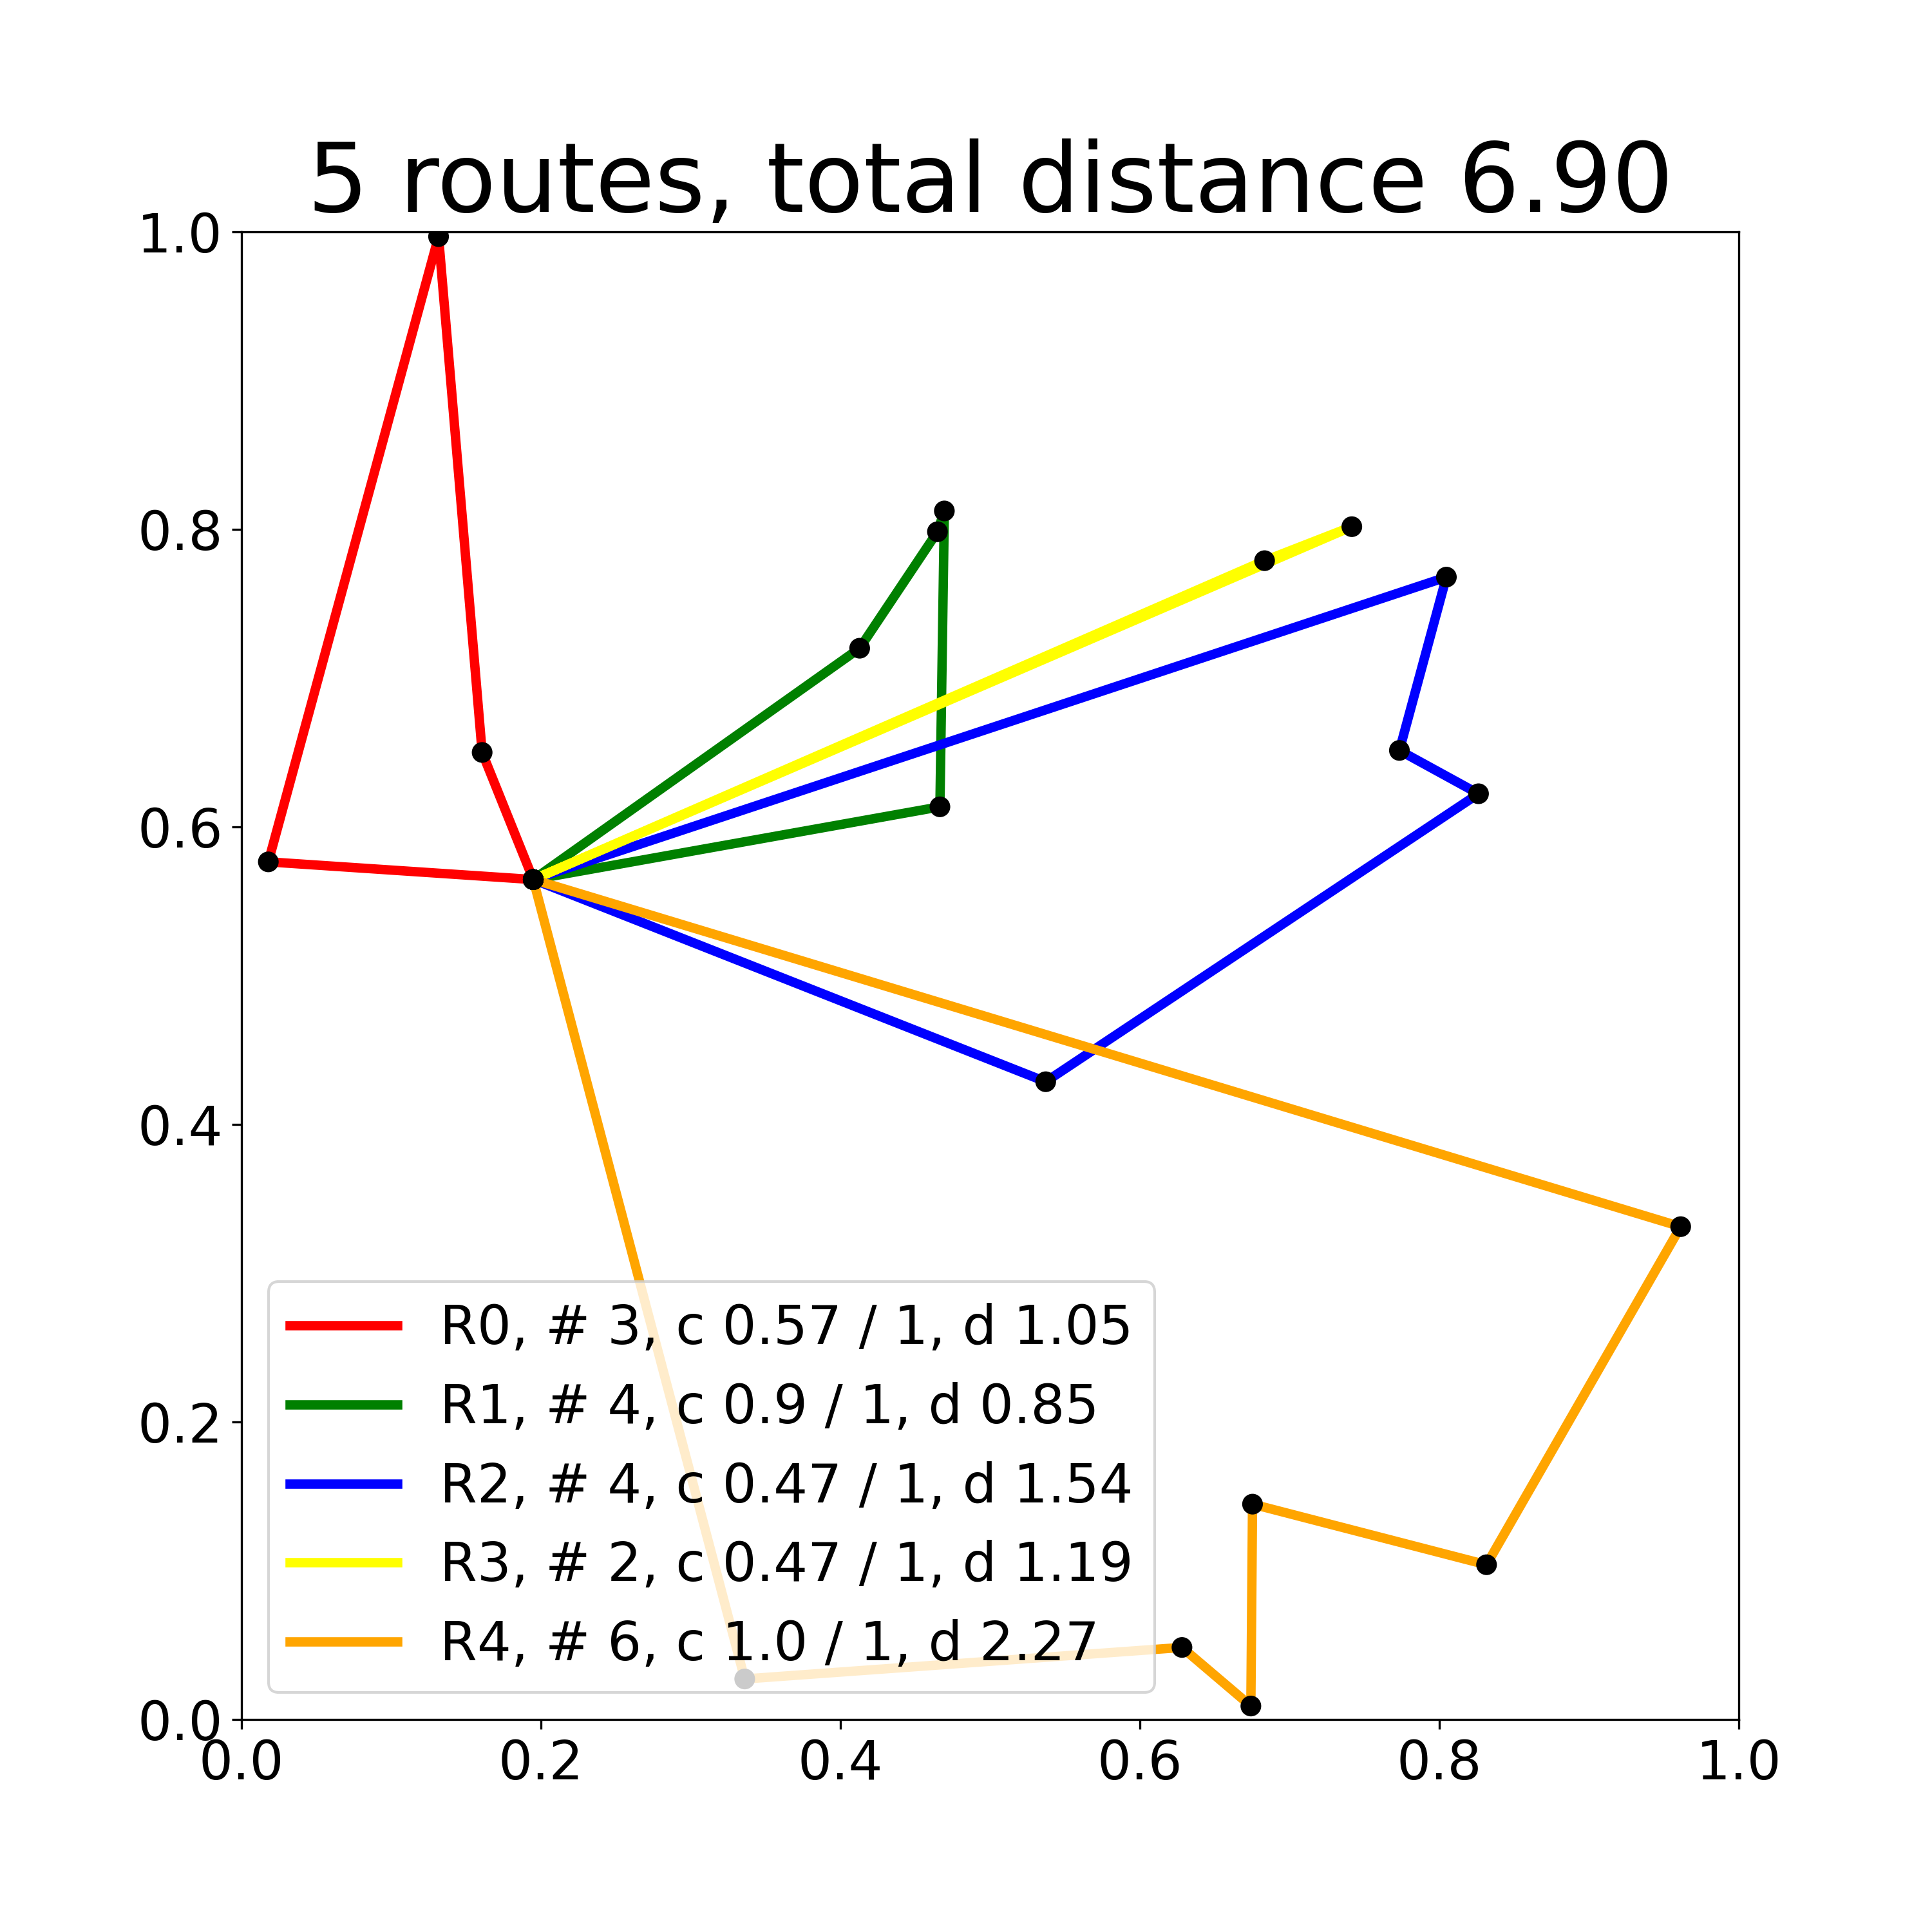 5 routes, total distance 6.90
1.0
0.8
0.6
0.4
0.2
0.0
R0, # 3, c 0.57 / 1, d 1.05
R1, # 4, c 0.9 / 1, d 0.85
R2, # 4, c 0.47 / 1, d 1.54
R3, # 2, c 0.47 / 1, d 1.19
R4, # 6, c 1.0 / 1, d 2.27
0.0 0.2 0.4 0.6 0.8 1.0